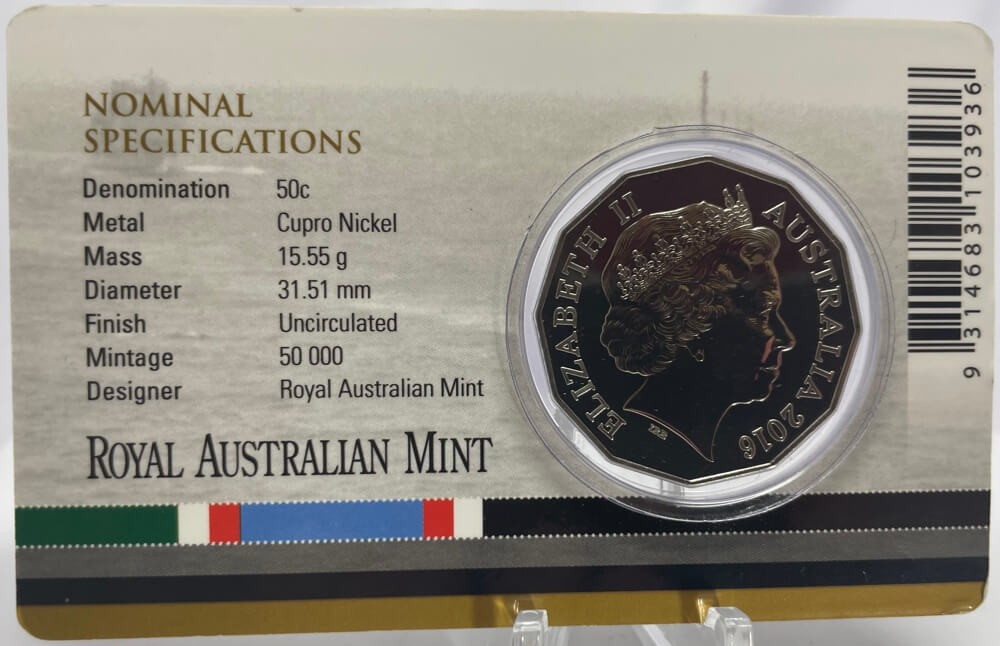 NOMINAL
SPECIFICATIONS
Denomination 50c
Metal Cupro Nickel
Mass 15.55 g
Diameter 31.51 mm
Finish Uncirculated
Mintage 50 000
Designer Royal Australian Mint
ROYAL AUSTRALIAN MINT
ELIZABETH II
AUSTRALIA 2016
IRB
9 314683 103936